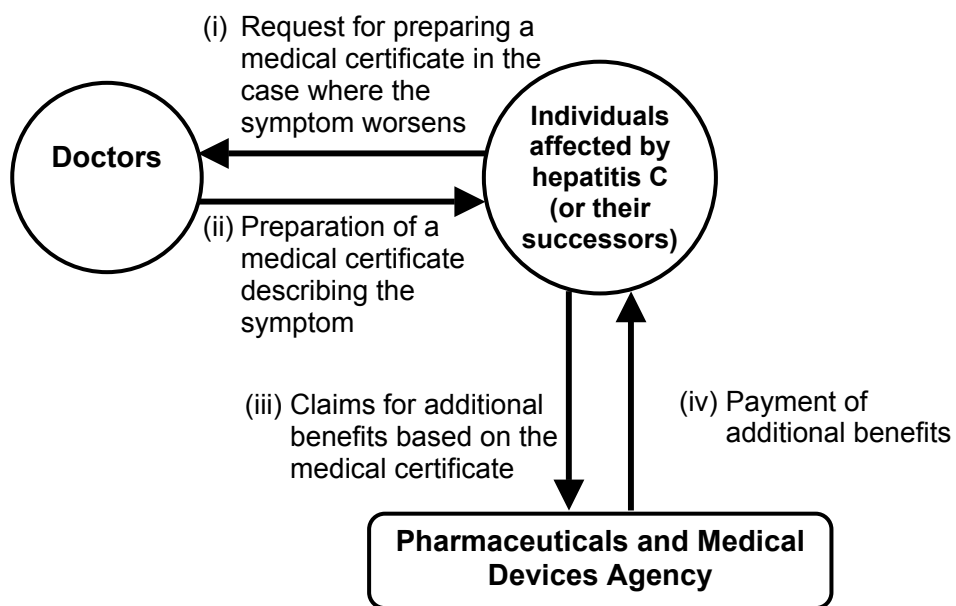 (i) Request for preparing a
medical certificate in the
case where the
symptom worsens
Doctors
Individuals
affected by
hepatitis C
(or their
successors)
(ii) Preparation of a
medical certificate
describing the
symptom
(iii) Claims for additional
benefits based on the
medical certificate
(iv) Payment of
additional benefits
Pharmaceuticals and Medical
Devices Agency